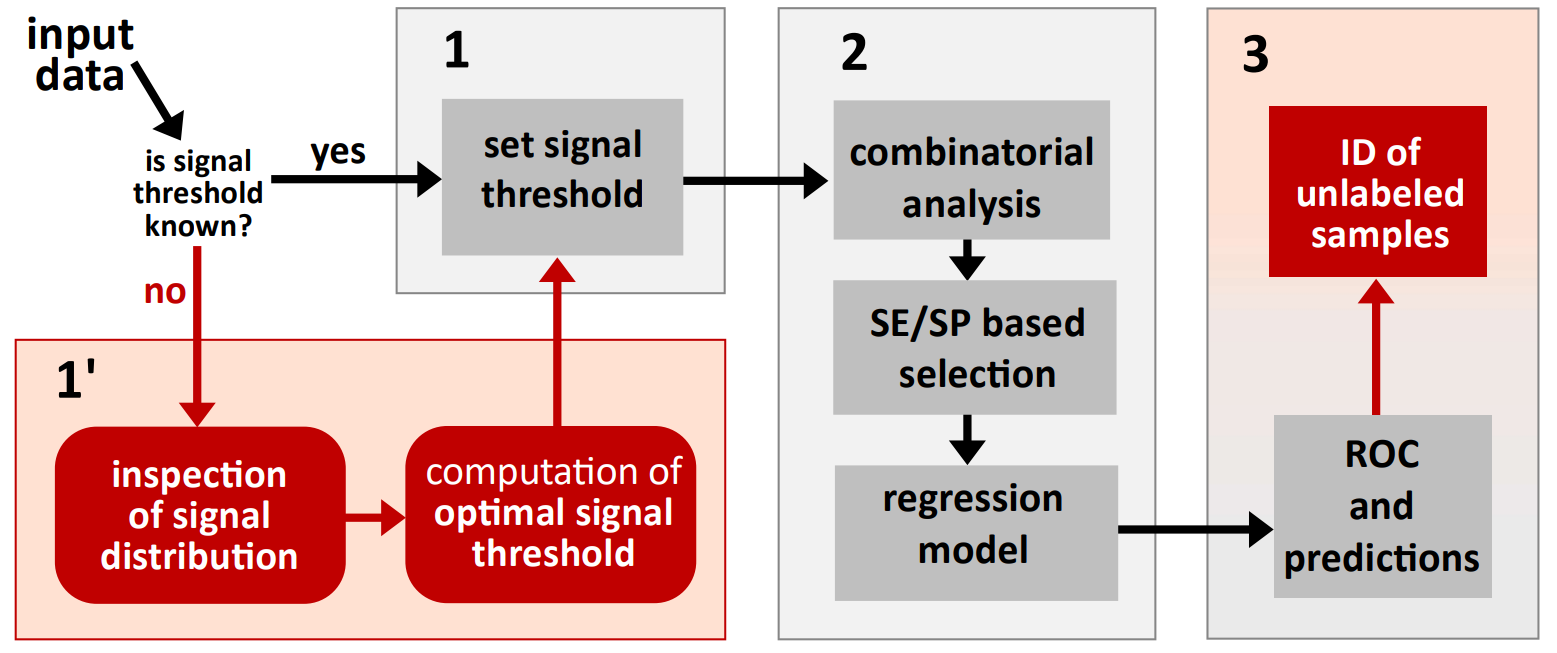 input
data
is signal
threshold
known?
yes
no
1
set signal
threshold
1'
inspection
of signal
distribution
computation of
optimal signal
threshold
2
combinatorial
analysis
SE/SP based
selection
regression
model
3
ID of
unlabeled
samples
ROC
and
predictions